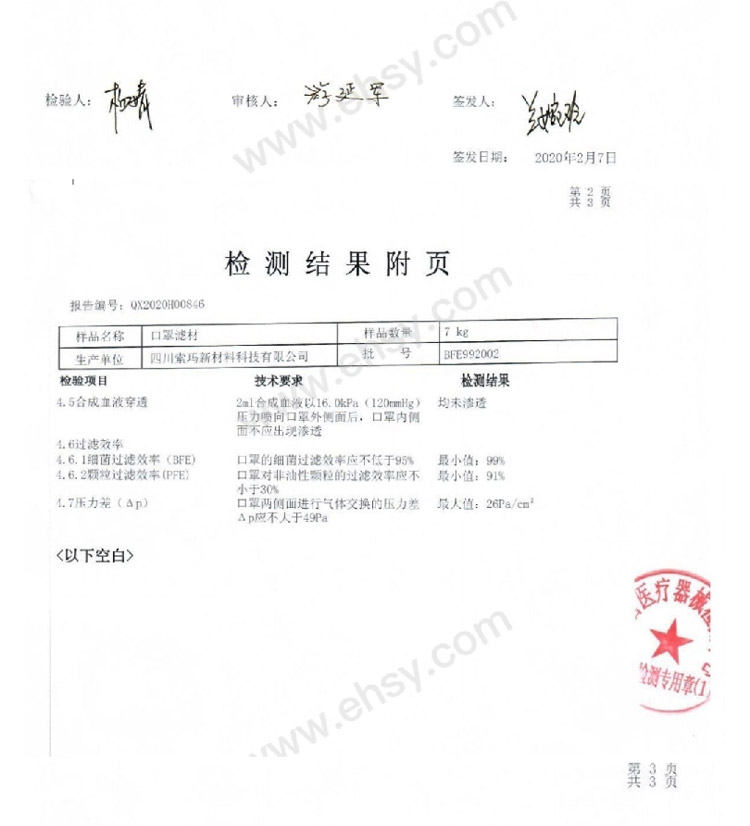 www.ehsy.com
检验人：
审核人： 游延军
签发人：
签发日期： 2020年2月7日
第 2 页
共 3 页
检测结果附页
报告编号：QX2020H00846
样品名称 口罩滤材 样品数量 7 kg
生产单位 四川索玛新材料科技有限公司 批 号 BFE992002
检验项目 技术要求 检测结果
4.5合成血液穿透 2ml合成血液以16.0kPa（120mmHg） 均未渗透
压力喷向口罩外侧面后，口罩内侧
面不应出现渗透
4.6过滤效率
4.6.1细菌过滤效率（BFE） 口罩的细菌过滤效率应不低于95% 最小值：99%
4.6.2颗粒过滤效率(PFE) 口罩对非油性颗粒的过滤效率应不 最小值：91%
小于30%
4.7压力差（Δp） 口罩两侧面进行气体交换的压力差 最大值：26Pa/cm²
Δp应不大于49Pa
www.ehsy.com
<以下空白>
医疗器械
www.ehsy.com
第 3 页
共 3 页